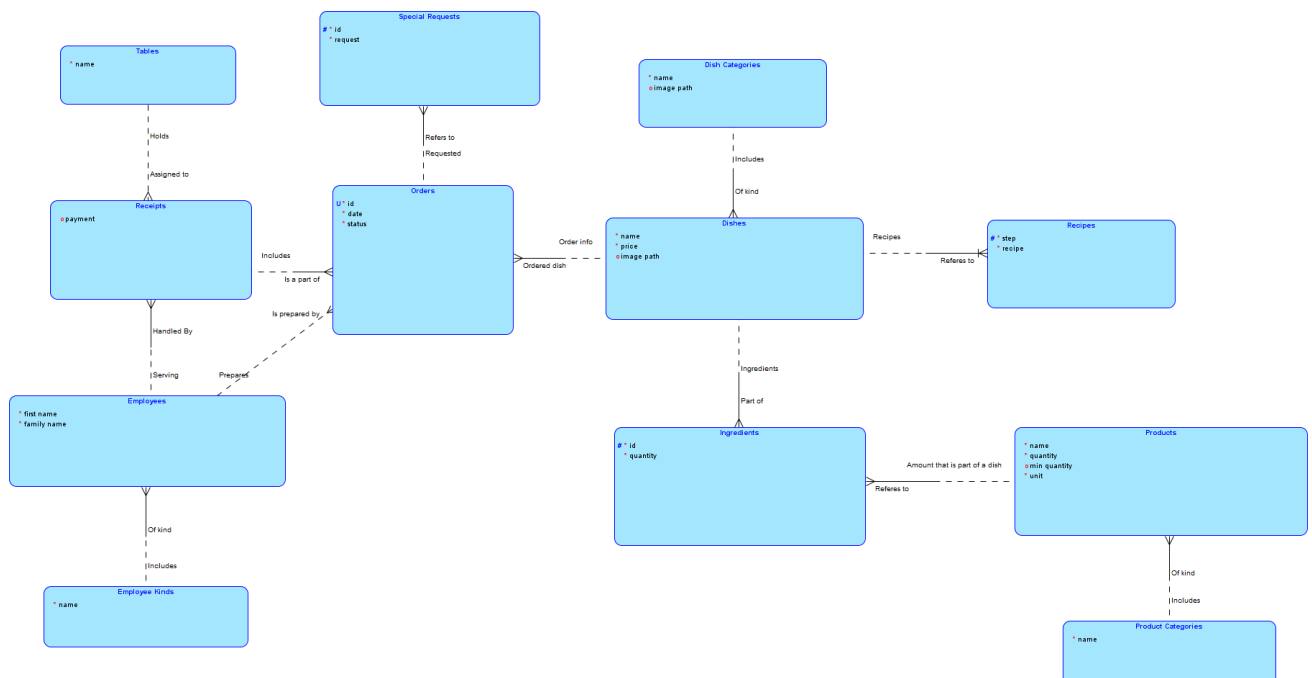 Special Requests
# * id
* request
Tables
* name
Dish Categories
* name
o image path
Holds
Assigned to
Refers to
Requested
Includes
Of kind
Receipts
o payment
Orders
U * id
* date
* status
Dishes
* name
* price
o image path
Recipes
# * step
* recipe
Includes
Is a part of
Order info
Ordered dish
Recipes
Referes to
Is prepared by
Prepares
Handled By
Serving
Ingredients
Part of
Employees
* first name
* family name
Ingredients
# * id
* quantity
Amount that is part of a dish
Referes to
Products
* name
* quantity
o min quantity
* unit
Of kind
Includes
Of kind
Includes
Employee Kinds
* name
Product Categories
* name